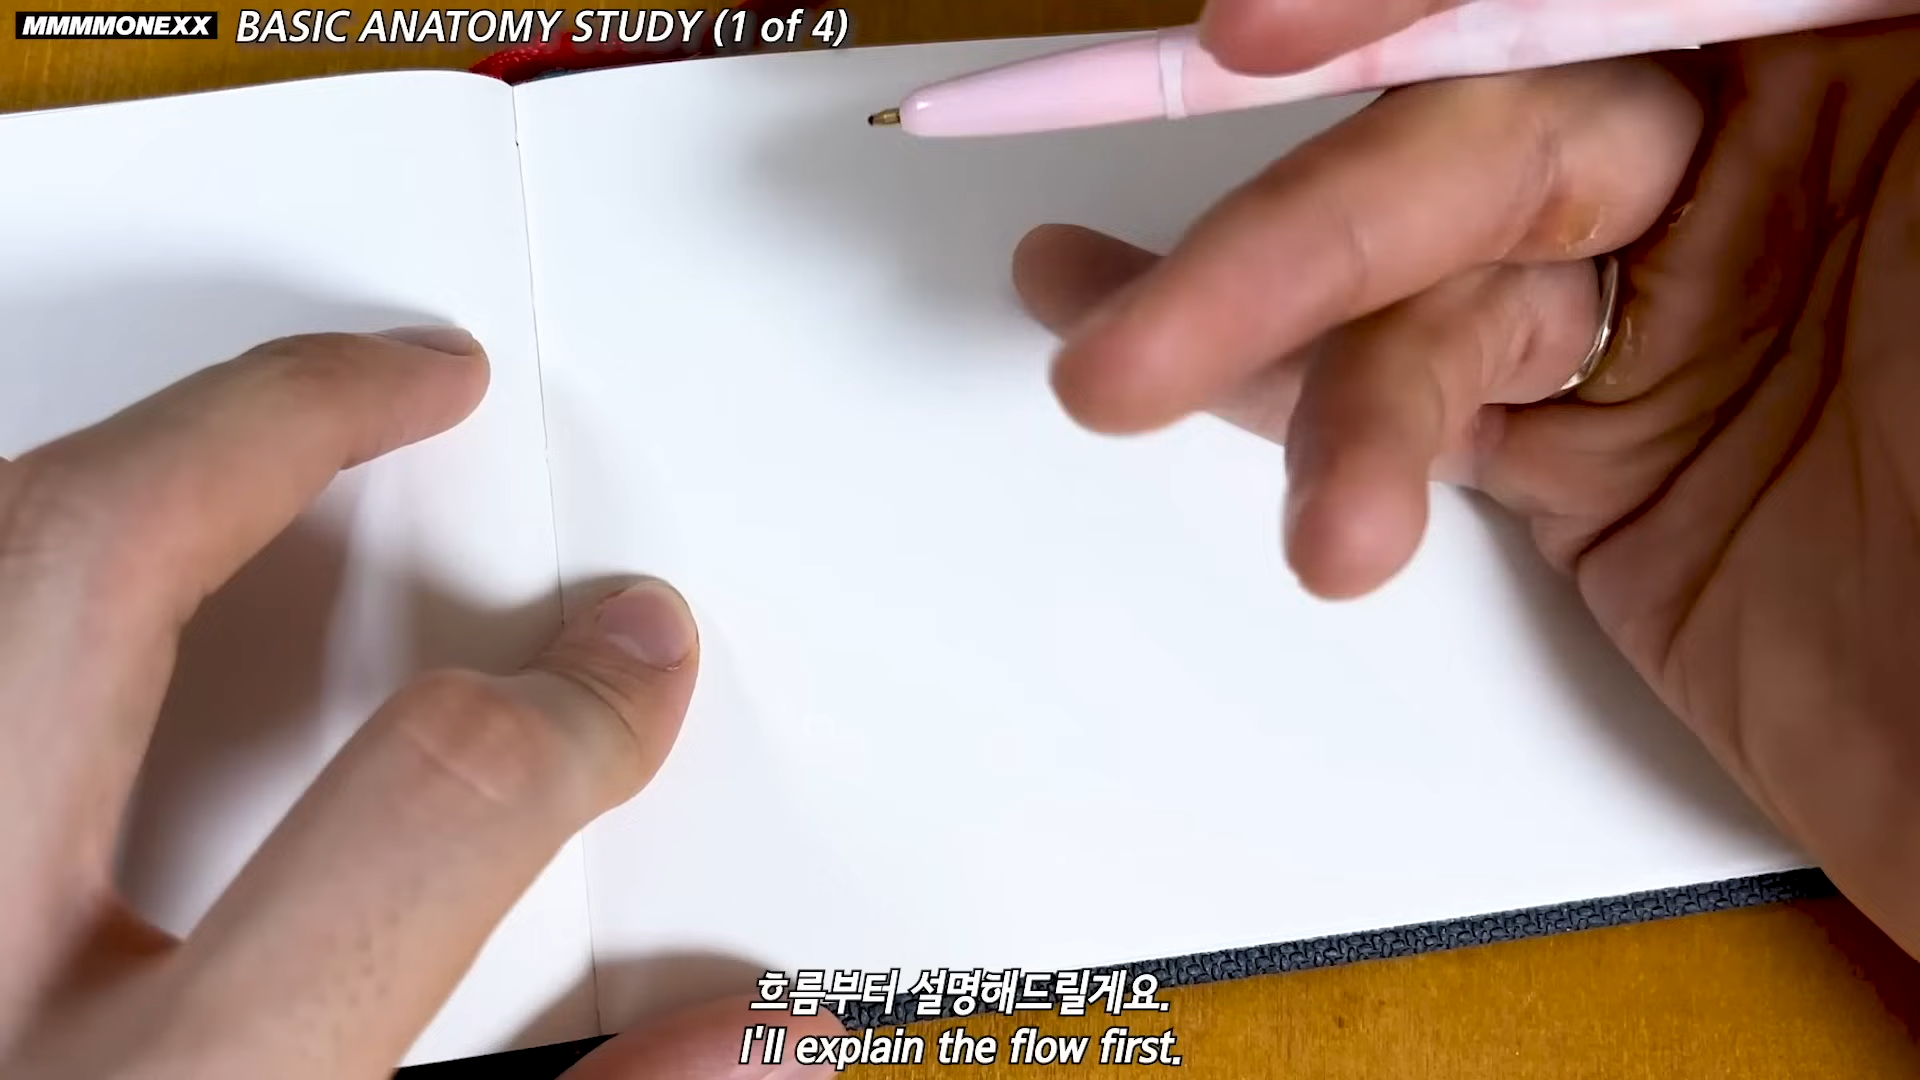 MMMMONEXX BASIC ANATOMY STUDY (1 of 4)
흐름부터 설명해드릴게요.
I'll explain the flow first.